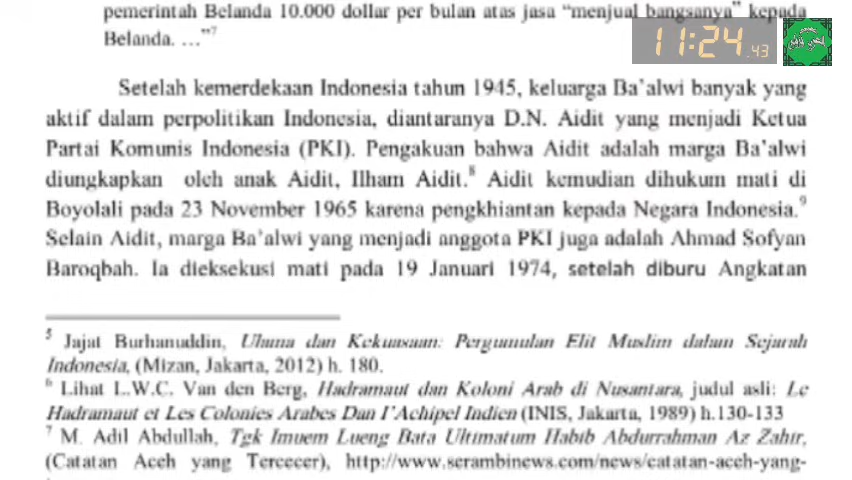 pemerintah Belanda 10.000 dollar per bulan atas jasa “menjual bangsanya” kepada
Belanda. …”7
11:24.43
Setelah kemerdekaan Indonesia tahun 1945, keluarga Ba’alwi banyak yang
aktif dalam perpolitikan Indonesia, diantaranya D.N. Aidit yang menjadi Ketua
Partai Komunis Indonesia (PKI). Pengakuan bahwa Aidit adalah marga Ba’alwi
diungkapkan oleh anak Aidit, Ilham Aidit.8 Aidit kemudian dihukum mati di
Boyolali pada 23 November 1965 karena pengkhiantan kepada Negara Indonesia.9
Selain Aidit, marga Ba’alwi yang menjadi anggota PKI juga adalah Ahmad Sofyan
Baroqbah. Ia dieksekusi mati pada 19 Januari 1974, setelah diburu Angkatan
5 Jajat Burhanuddin, Ulama dan Kekuasaan: Pergumulan Elit Muslim dalam Sejarah
Indonesia, (Mizan, Jakarta, 2012) h. 180.
6 Lihat L.W.C. Van den Berg, Hadramaut dan Koloni Arab di Nusantara, judul asli: Le
Hadramaut et Les Colonies Arabes Dan I’Achipel Indien (INIS, Jakarta, 1989) h.130-133
7 M. Adil Abdullah, Tgk Imuem Lueng Bata Ultimatum Habib Abdurrahman Az Zahir,
(Catatan Aceh yang Tercecer), http://www.serambinews.com/news/catatan-aceh-yang-